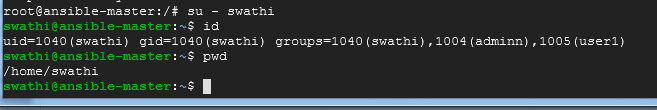 root@ansible-master:/# su - swathi
swathi@ansible-master:~$ id
uid=1040(swathi) gid=1040(swathi) groups=1040(swathi),1004(adminn),1005(user1)
swathi@ansible-master:~$ pwd
/home/swathi
swathi@ansible-master:~$